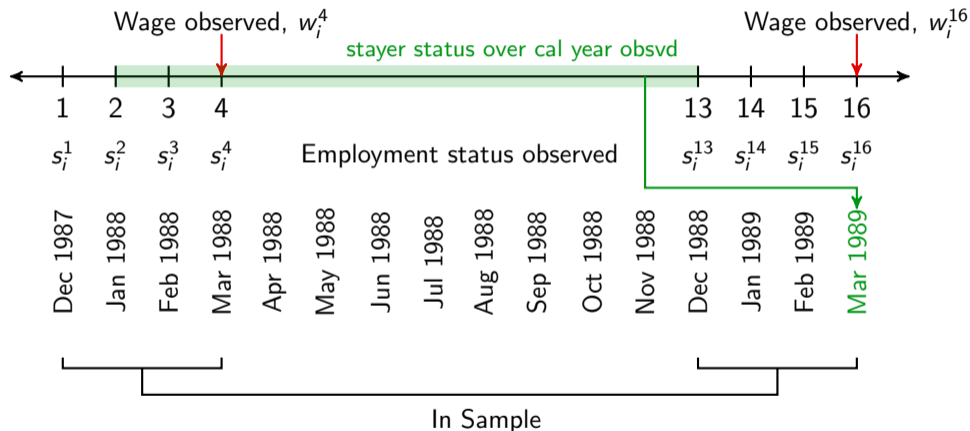 Wage observed, w_i^4
Wage observed, w_i^16
stayer status over cal year obsvd
1 2 3 4 13 14 15 16
s_i^1 s_i^2 s_i^3 s_i^4 Employment status observed s_i^13 s_i^14 s_i^15 s_i^16
Dec 1987
Jan 1988
Feb 1988
Mar 1988
Apr 1988
May 1988
Jun 1988
Jul 1988
Aug 1988
Sep 1988
Oct 1988
Nov 1988
Dec 1988
Jan 1989
Feb 1989
Mar 1989
In Sample